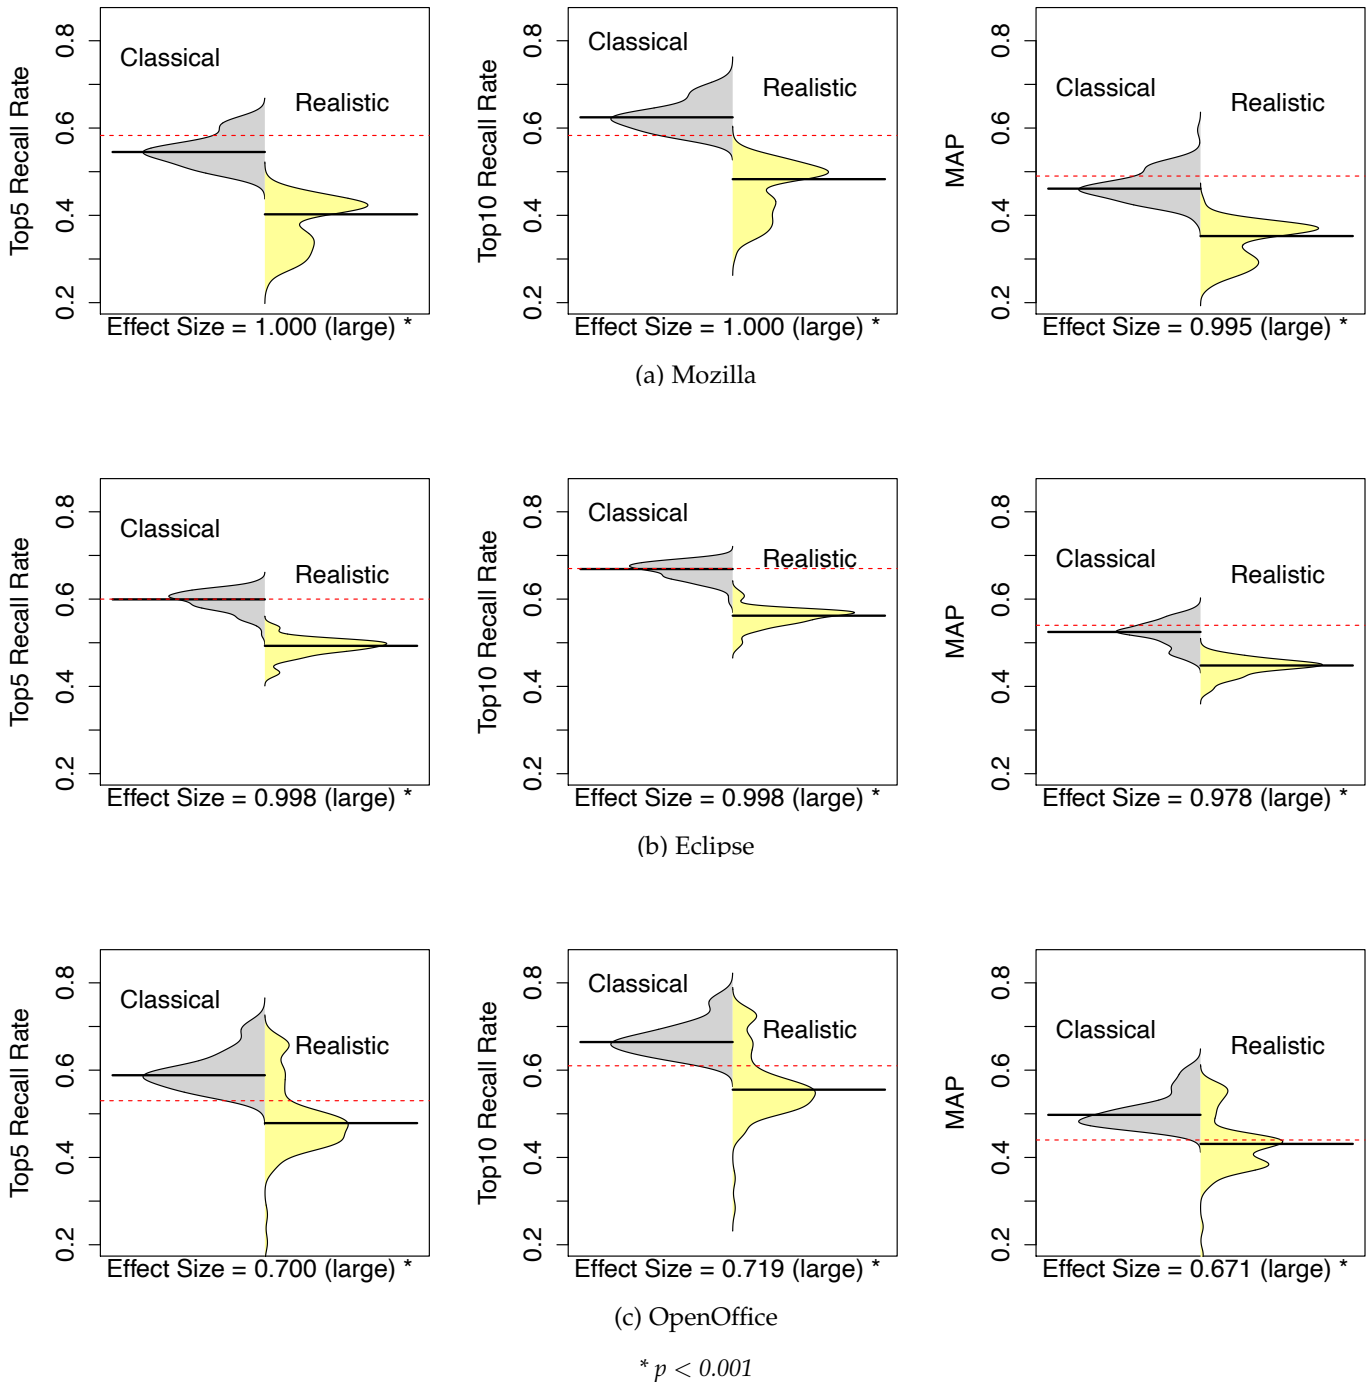 Top5 Recall Rate
0.2 0.4 0.6 0.8
Classical
Realistic
Effect Size = 1.000 (large) *
Top10 Recall Rate
0.2 0.4 0.6 0.8
Classical
Realistic
Effect Size = 1.000 (large) *
MAP
0.2 0.4 0.6 0.8
Classical
Realistic
Effect Size = 0.995 (large) *
(a) Mozilla
Top5 Recall Rate
0.2 0.4 0.6 0.8
Classical
Realistic
Effect Size = 0.998 (large) *
Top10 Recall Rate
0.2 0.4 0.6 0.8
Classical
Realistic
Effect Size = 0.998 (large) *
MAP
0.2 0.4 0.6 0.8
Classical
Realistic
Effect Size = 0.978 (large) *
(b) Eclipse
Top5 Recall Rate
0.2 0.4 0.6 0.8
Classical
Realistic
Effect Size = 0.700 (large) *
Top10 Recall Rate
0.2 0.4 0.6 0.8
Classical
Realistic
Effect Size = 0.719 (large) *
MAP
0.2 0.4 0.6 0.8
Classical
Realistic
Effect Size = 0.671 (large) *
(c) OpenOffice
* p < 0.001